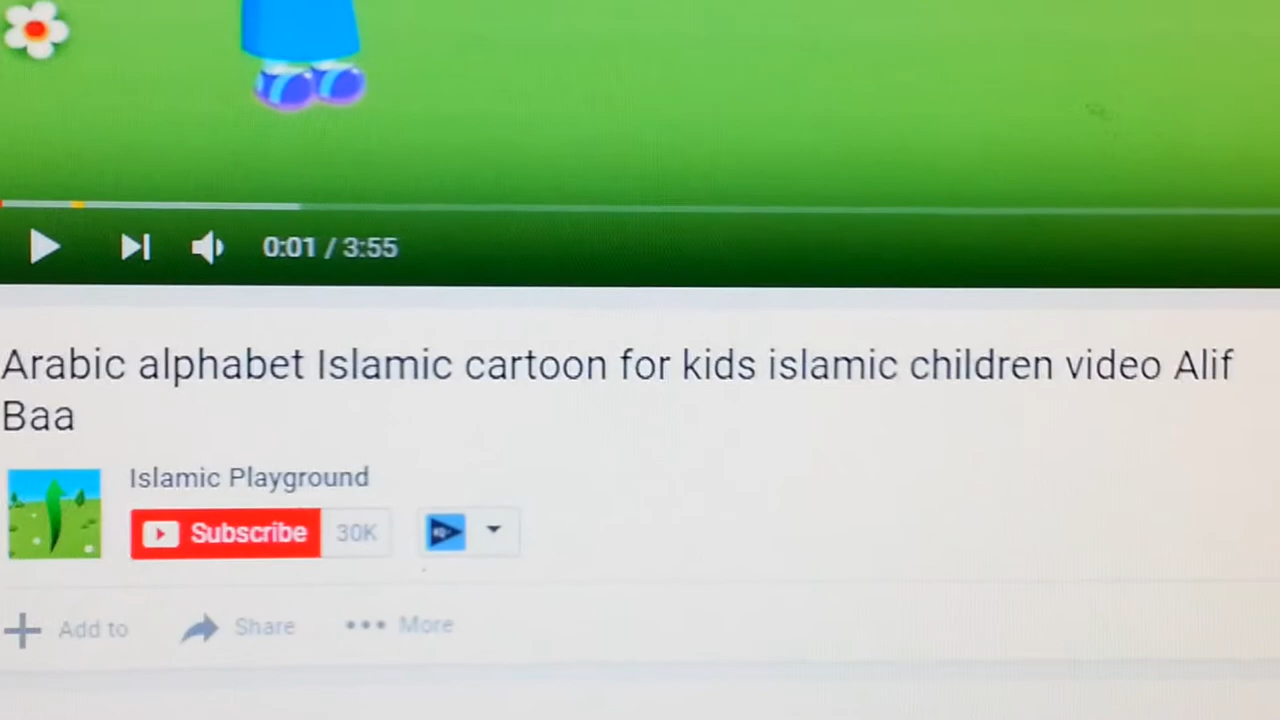 0:01 / 3:55
Arabic alphabet Islamic cartoon for kids islamic children video Alif
Baa
Islamic Playground
Subscribe 30K
Add to Share More